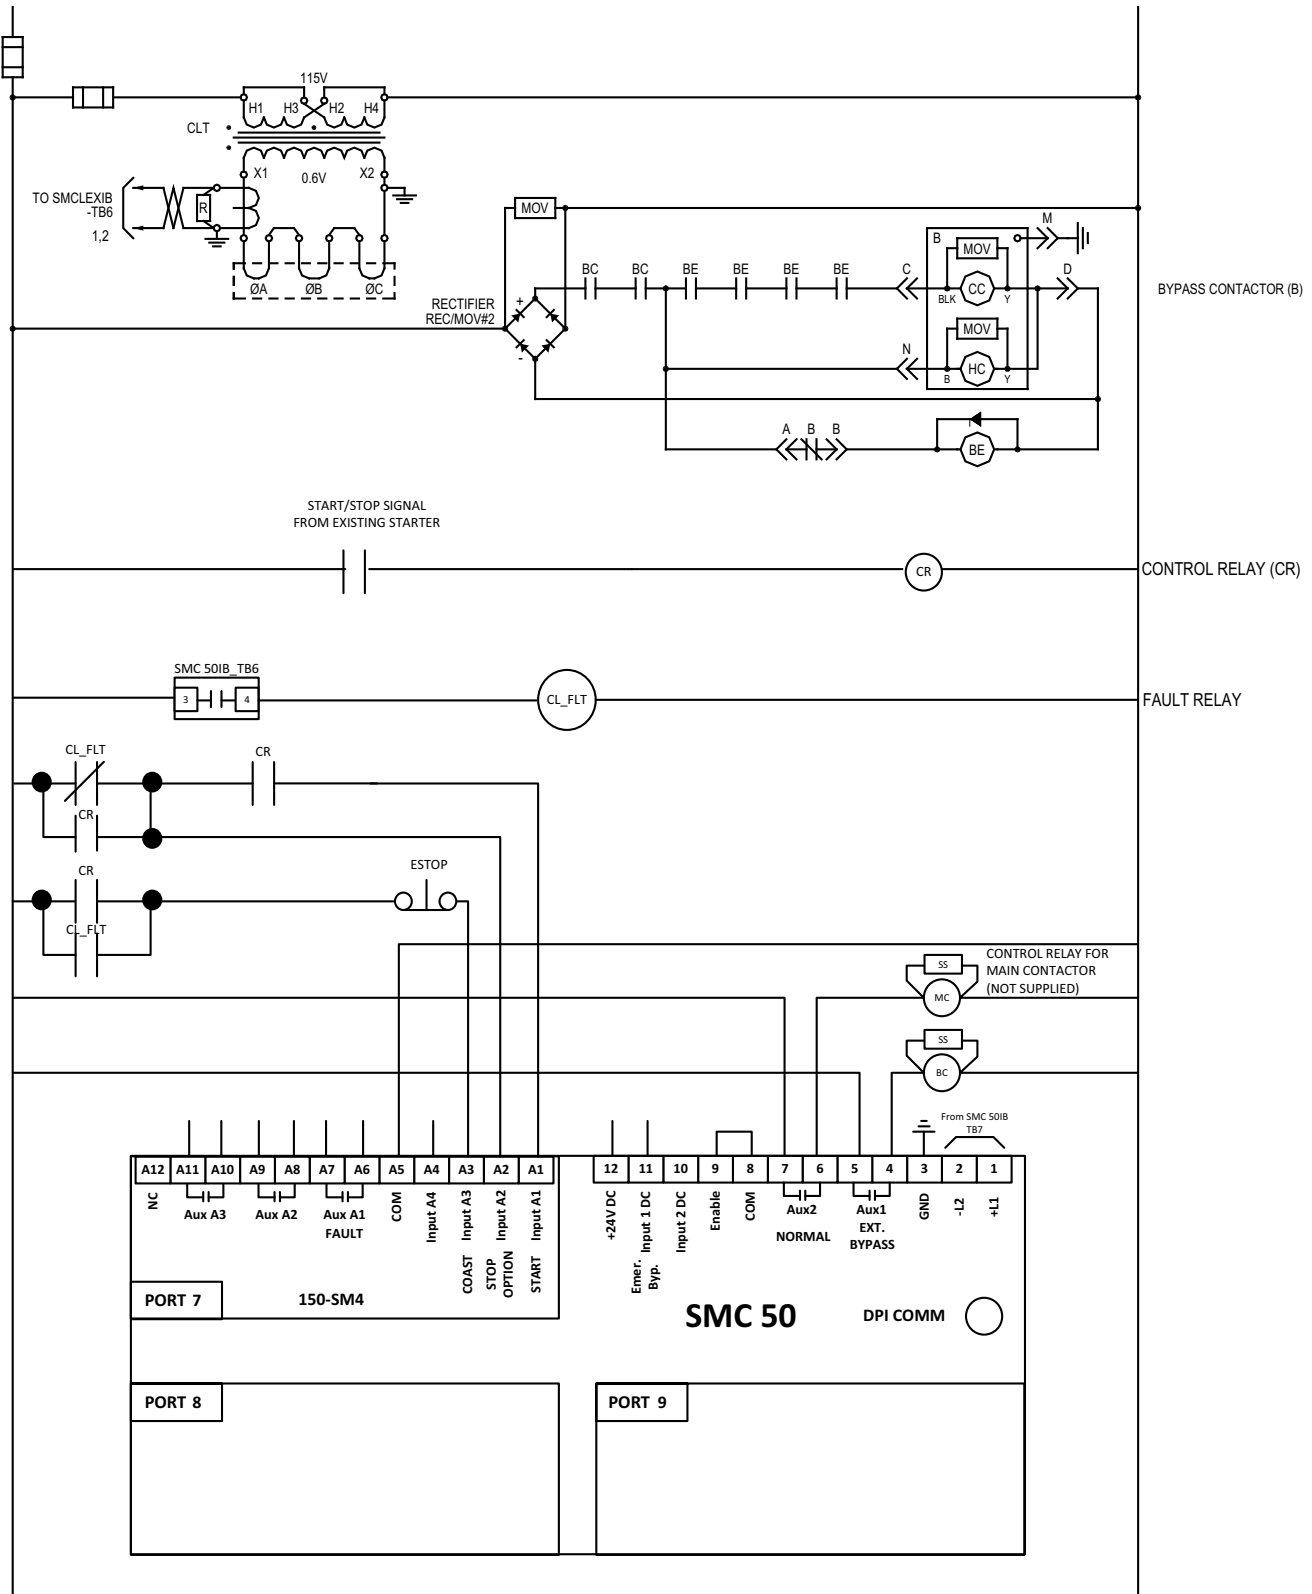 115V
H1 H3 H2 H4
CLT
X1 0.6V X2
TO SMCLEXIB
-TB6
1,2
R
ØA ØB ØC
MOV
RECTIFIER
REC/MOV#2
+
-
BC BC BE BE BE BE C
M
B
MOV
D
CC
BLK Y
MOV
N
HC
B Y
A B B
BE
BYPASS CONTACTOR (B)
START/STOP SIGNAL
FROM EXISTING STARTER
CR
CONTROL RELAY (CR)
SMC 50IB_TB6
3 4
CL_FLT
FAULT RELAY
CL_FLT
CR
CR
CR
ESTOP
CL_FLT
SS
CONTROL RELAY FOR
MAIN CONTACTOR
(NOT SUPPLIED)
MC
SS
BC
From SMC 50IB
TB7
A12 A11 A10 A9 A8 A7 A6 A5 A4 A3 A2 A1
NC
Aux A3
Aux A2
Aux A1
FAULT
COM
Input A4
COAST Input A3
STOP
OPTION Input A2
START Input A1
12 11 10 9 8 7 6 5 4 3 2 1
+24V DC
Emer.
Byp. Input 1 DC
Input 2 DC
Enable
COM
Aux2
NORMAL
Aux1
EXT.
BYPASS
GND
-L2
+L1
PORT 7
150-SM4
SMC 50
DPI COMM
PORT 8
PORT 9